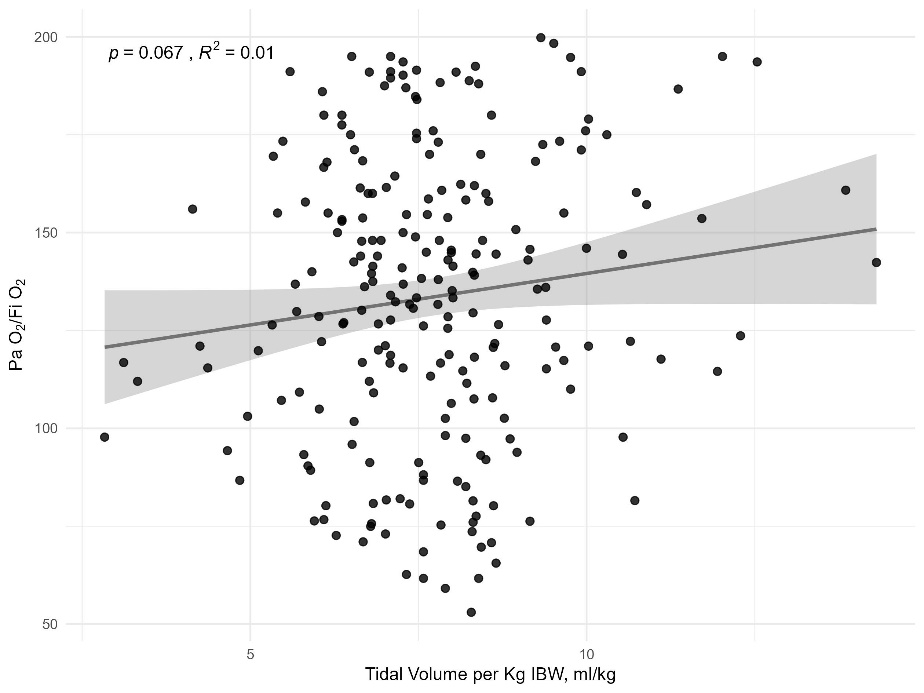 p = 0.067 , R² = 0.01
200
150
100
50
Pa O₂/Fi O₂
5
10
Tidal Volume per Kg IBW, ml/kg